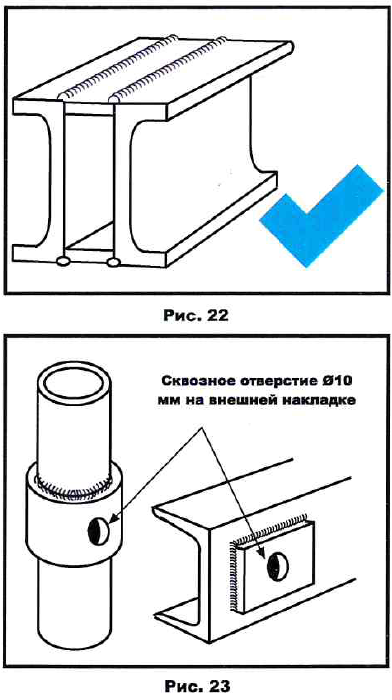 Рис. 22
Сквозное отверстие Ø10
мм на внешней накладке
Рис. 23